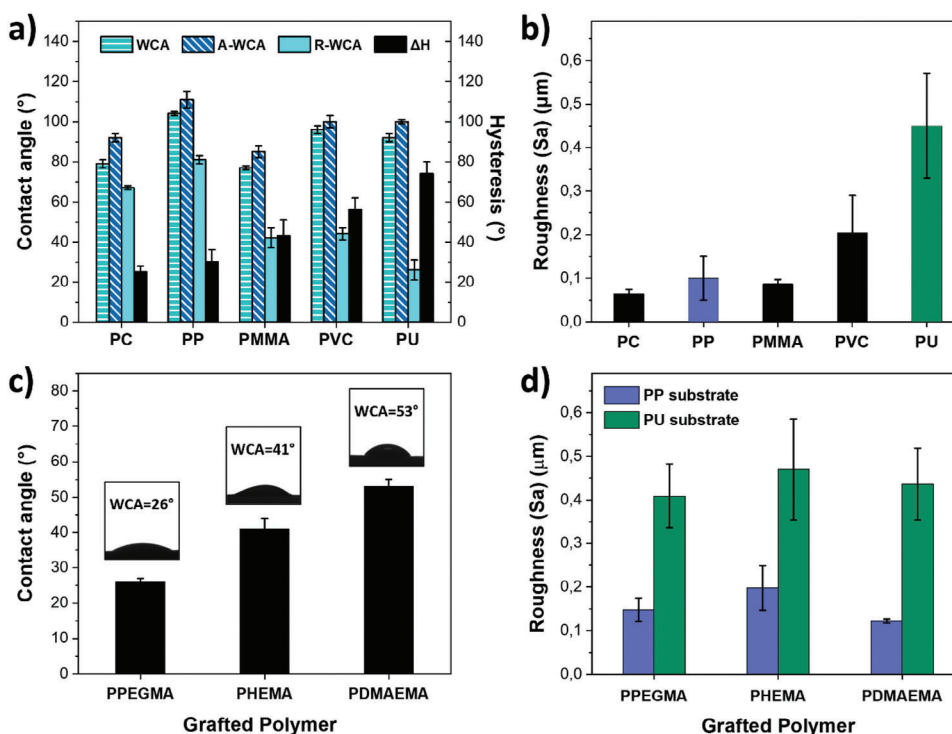 a)
WCA A-WCA R-WCA ΔH
140
120
100
80
60
40
20
0
Contact angle (°)
140
120
100
80
60
40
20
0
Hysteresis (°)
PC PP PMMA PVC PU
b)
0,6
0,5
0,4
0,3
0,2
0,1
0,0
Roughness (Sa) (µm)
PC PP PMMA PVC PU
c)
80
70
60
50
40
30
20
10
0
Contact angle (°)
WCA=26°
WCA=41°
WCA=53°
PPEGMA PHEMA PDMAEMA
Grafted Polymer
d)
PP substrate
PU substrate
0,6
0,5
0,4
0,3
0,2
0,1
0,0
Roughness (Sa) (µm)
PPEGMA PHEMA PDMAEMA
Grafted Polymer